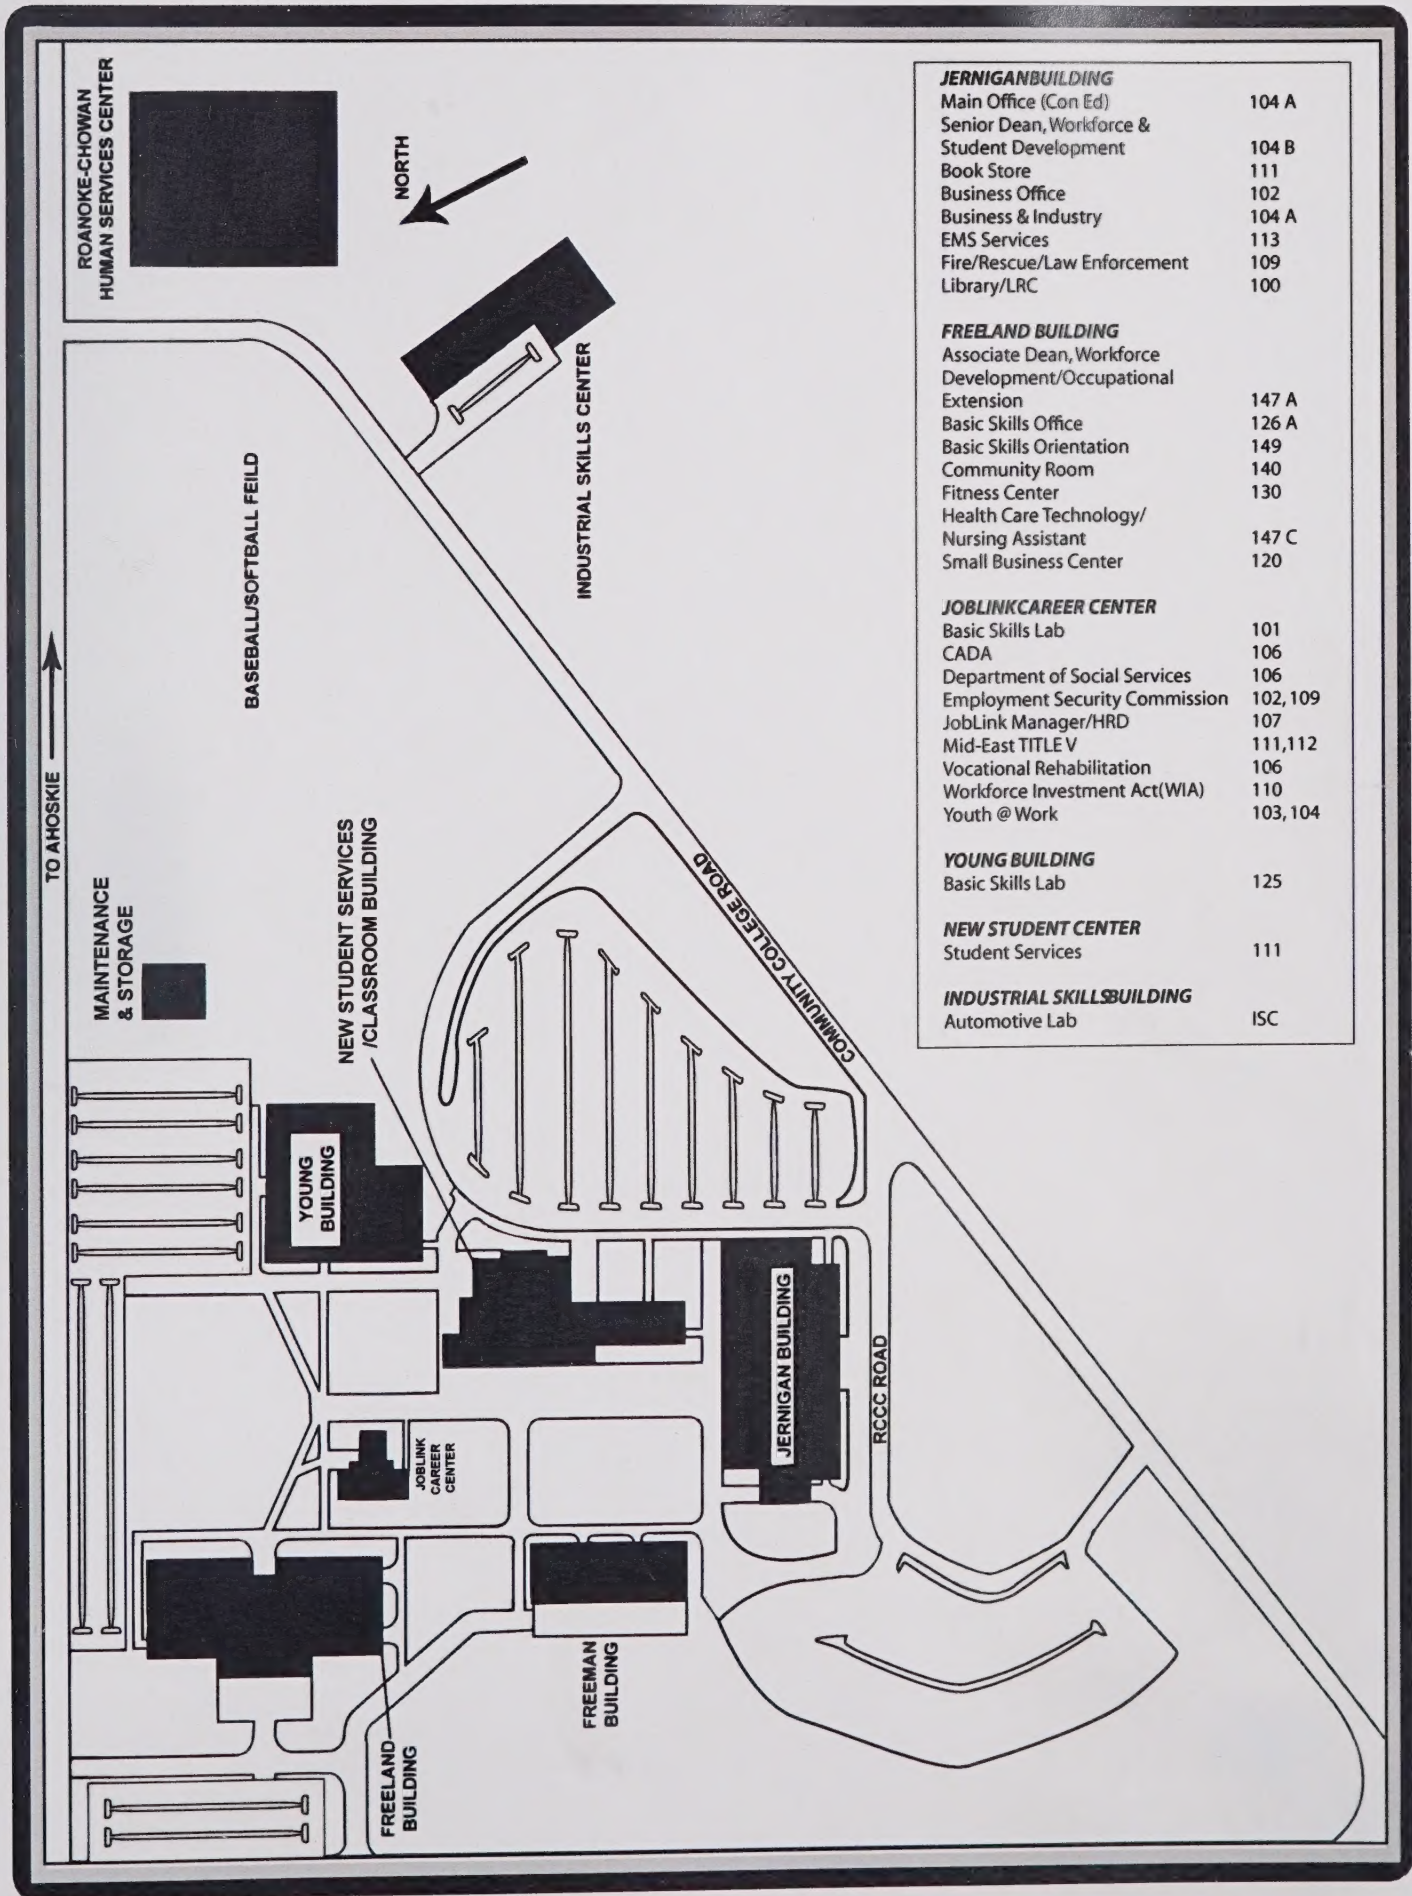 ROANOKE-CHOWAN
HUMAN SERVICES CENTER
NORTH
INDUSTRIAL SKILLS CENTER
BASEBALL/SOFTBALL FEILD
TO AHOSKIE
MAINTENANCE
& STORAGE
NEW STUDENT SERVICES
/CLASSROOM BUILDING
COMMUNITY COLLEGE ROAD
YOUNG
BUILDING
JERNIGAN BUILDING
RCCC ROAD
JOBLINK
CAREER
CENTER
FREEMAN
BUILDING
FREELAND
BUILDING
JERNIGANBUILDING
Main Office (Con Ed) 104 A
Senior Dean, Workforce &
Student Development 104 B
Book Store 111
Business Office 102
Business & Industry 104 A
EMS Services 113
Fire/Rescue/Law Enforcement 109
Library/LRC 100
FREELAND BUILDING
Associate Dean, Workforce
Development/Occupational
Extension 147 A
Basic Skills Office 126 A
Basic Skills Orientation 149
Community Room 140
Fitness Center 130
Health Care Technology/
Nursing Assistant 147 C
Small Business Center 120
JOBLINKCAREER CENTER
Basic Skills Lab 101
CADA 106
Department of Social Services 106
Employment Security Commission 102, 109
JobLink Manager/HRD 107
Mid-East TITLE V 111,112
Vocational Rehabilitation 106
Workforce Investment Act(WIA) 110
Youth @ Work 103, 104
YOUNG BUILDING
Basic Skills Lab 125
NEW STUDENT CENTER
Student Services 111
INDUSTRIAL SKILLSBUILDING
Automotive Lab ISC